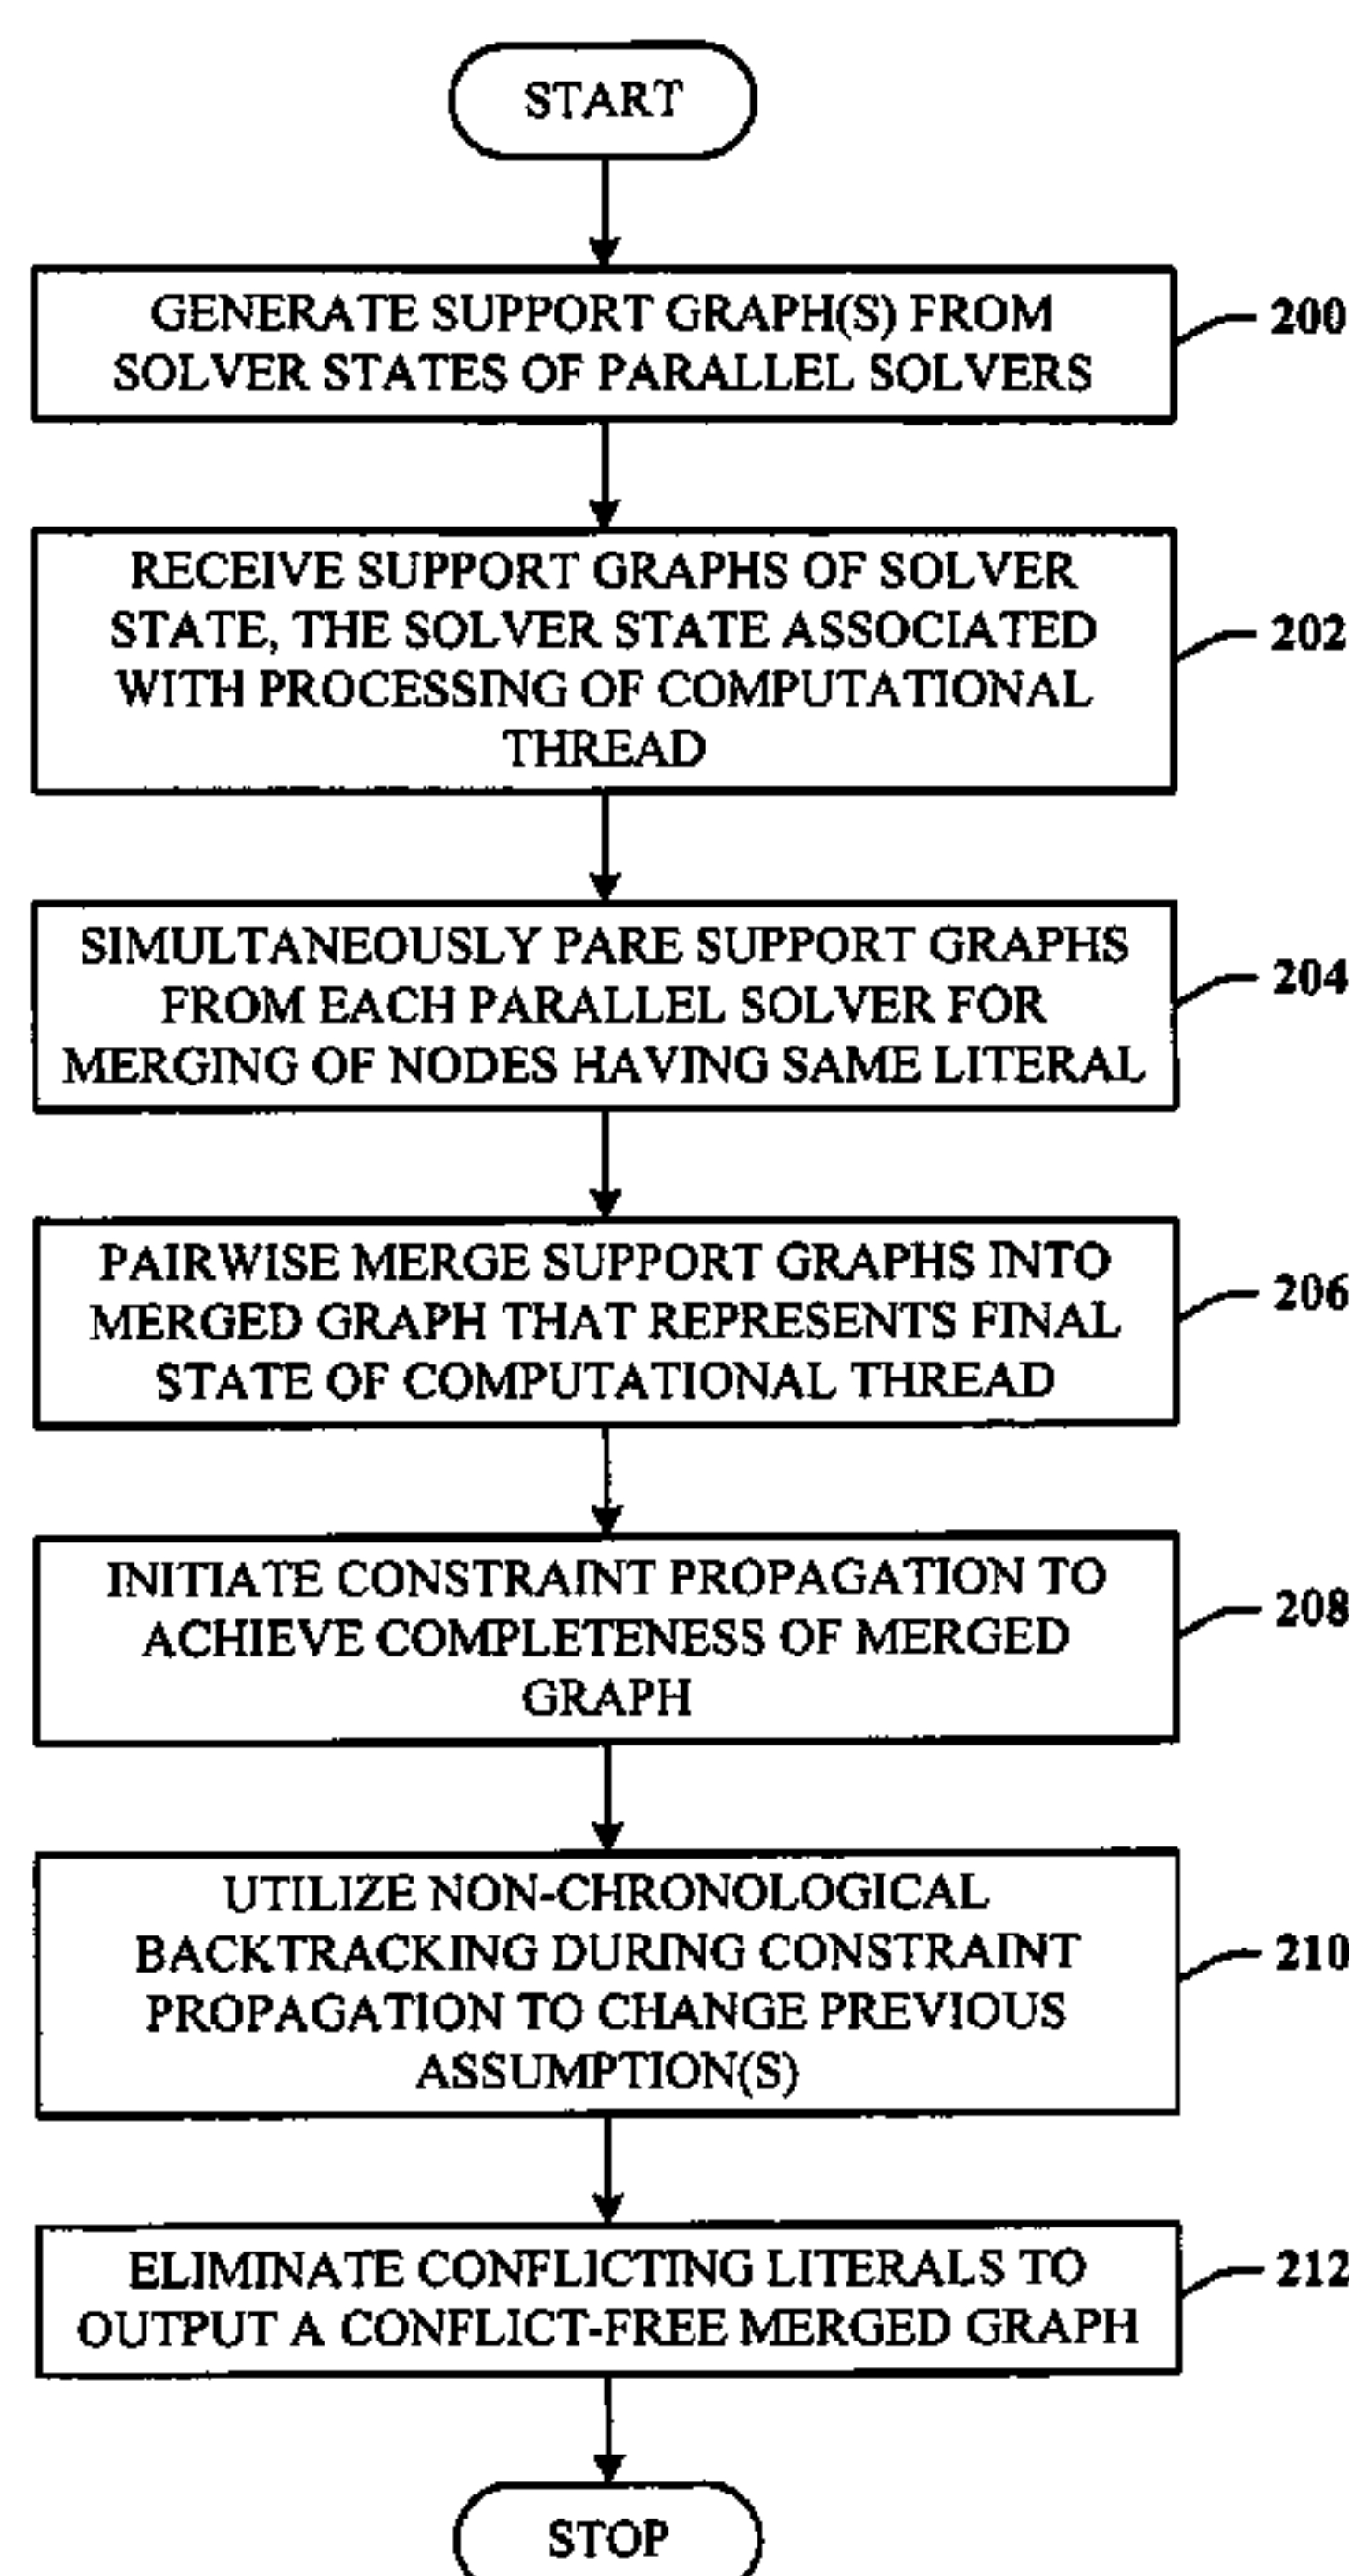 START
GENERATE SUPPORT GRAPH(S) FROM
SOLVER STATES OF PARALLEL SOLVERS
200
RECEIVE SUPPORT GRAPHS OF SOLVER
STATE, THE SOLVER STATE ASSOCIATED
WITH PROCESSING OF COMPUTATIONAL
THREAD
202
SIMULTANEOUSLY PARE SUPPORT GRAPHS
FROM EACH PARALLEL SOLVER FOR
MERGING OF NODES HAVING SAME LITERAL
204
PAIRWISE MERGE SUPPORT GRAPHS INTO
MERGED GRAPH THAT REPRESENTS FINAL
STATE OF COMPUTATIONAL THREAD
206
INITIATE CONSTRAINT PROPAGATION TO
ACHIEVE COMPLETENESS OF MERGED
GRAPH
208
UTILIZE NON-CHRONOLOGICAL
BACKTRACKING DURING CONSTRAINT
PROPAGATION TO CHANGE PREVIOUS
ASSUMPTION(S)
210
ELIMINATE CONFLICTING LITERALS TO
OUTPUT A CONFLICT-FREE MERGED GRAPH
212
STOP